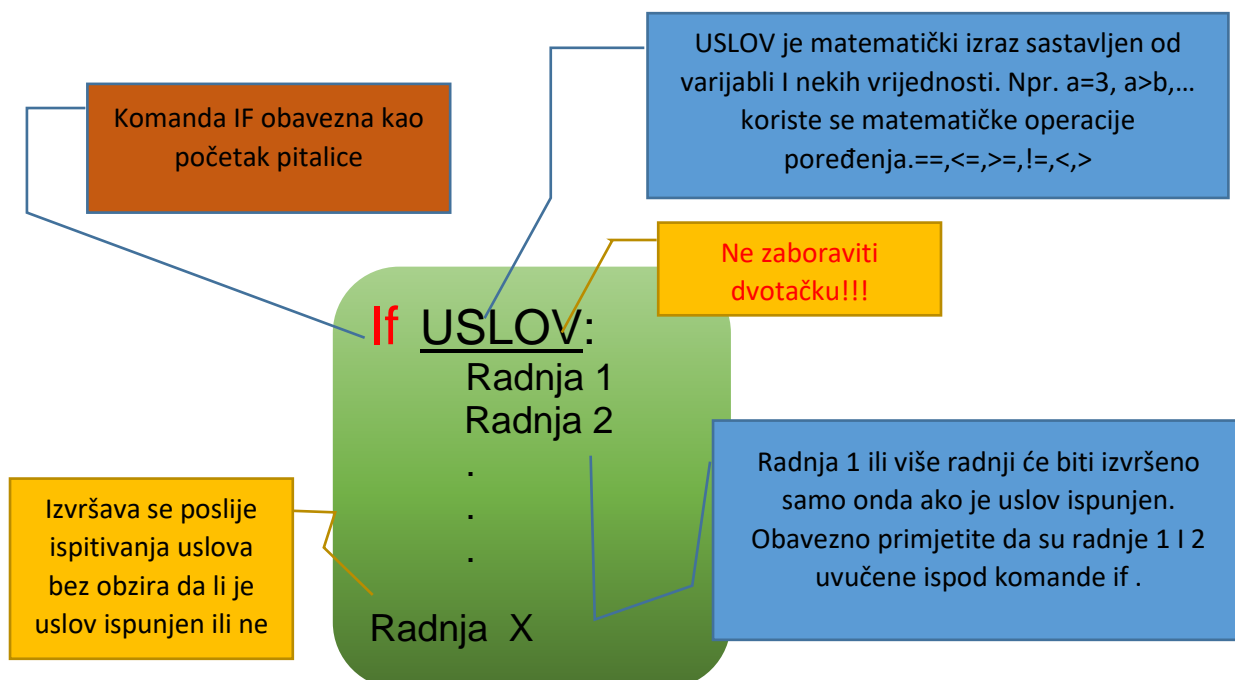 USLOV je matematički izraz sastavljen od
varijabli I nekih vrijednosti. Npr. a=3, a>b,…
koriste se matematičke operacije
poređenja.==,<=,>=,!=,<,>
Komanda IF obavezna kao
početak pitalice
Ne zaboraviti
dvotačku!!!
If USLOV:
Radnja 1
Radnja 2
.
.
.
Radnja X
Radnja 1 ili više radnji će biti izvršeno
samo onda ako je uslov ispunjen.
Obavezno primjetite da su radnje 1 I 2
uvučene ispod komande if .
Izvršava se poslije
ispitivanja uslova
bez obzira da li je
uslov ispunjen ili ne